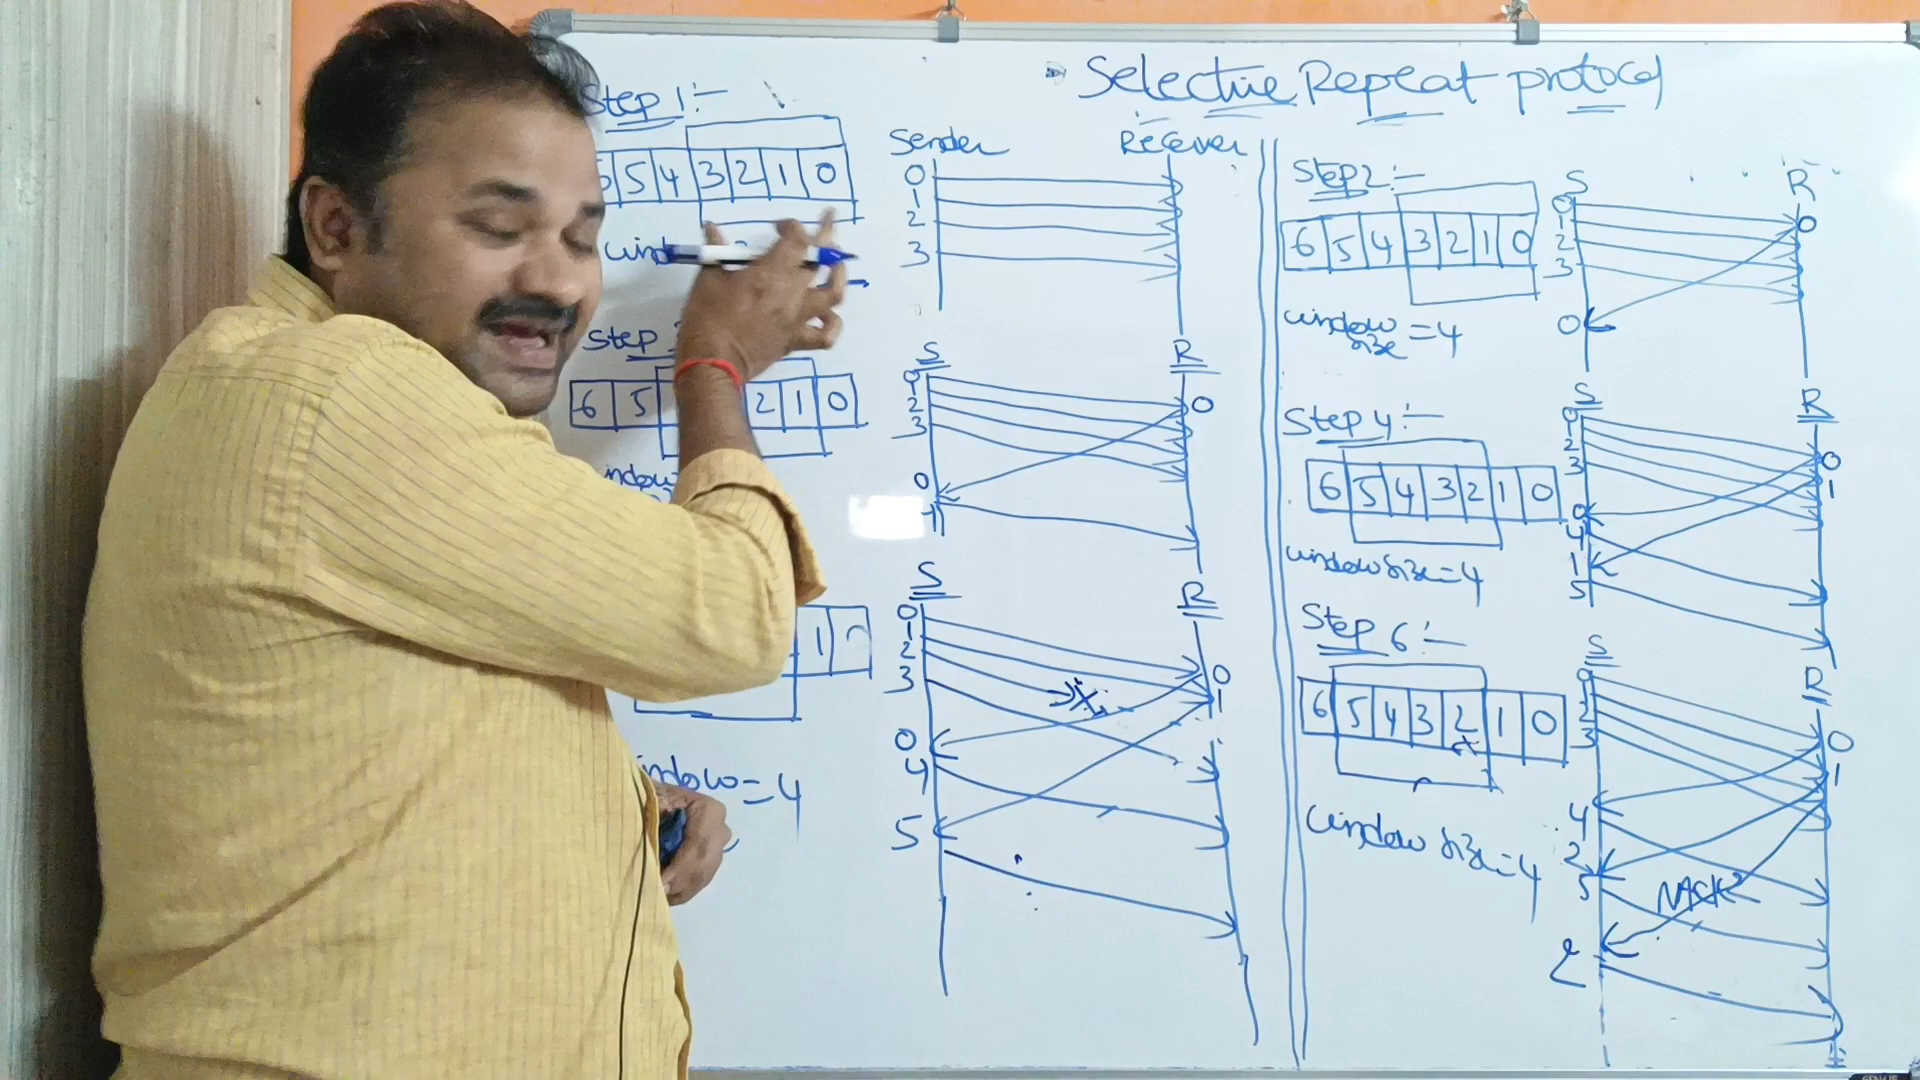 Selective Repeat protocol
Step 1:-
5 4 3 2 1 0
Sender Receiver
0
1
2
3
Step 2:-
6 5 4 3 2 1 0
window size = 4
S R
0
1
2
3
0
0
Step
6 5 2 1 0
S R
0
2
3
0
0
Step 4:-
6 5 4 3 2 1 0
window size = 4
S R
0
1
2
3
0
1
0
4
1
5
1 0
window = 4
S R
0
1
2
3
0
1
0
4
5
Step 6:-
6 5 4 3 2 1 0
window size = 4
S R
0
1
2
3
0
1
4
2
5
NACK2
2